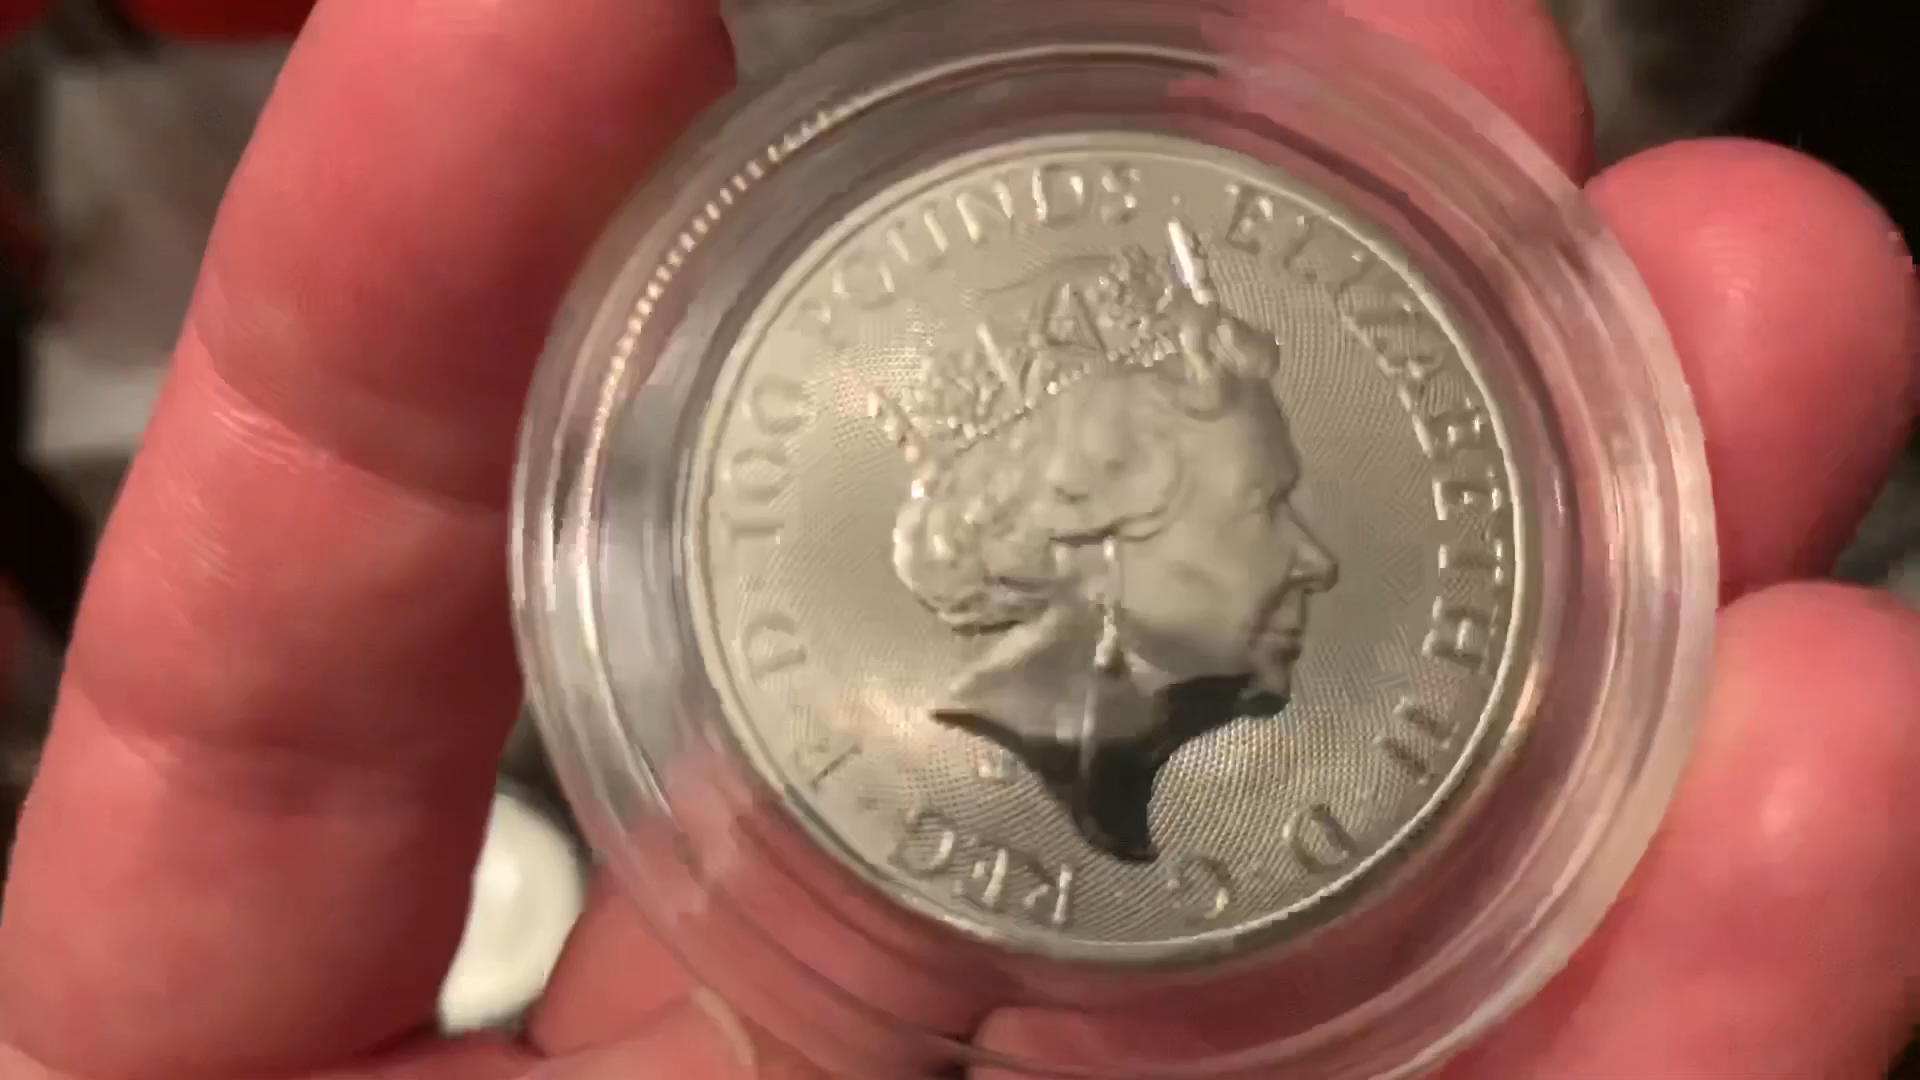 ELIZABETH II · D · G · REG · F · D · 100 POUNDS ·